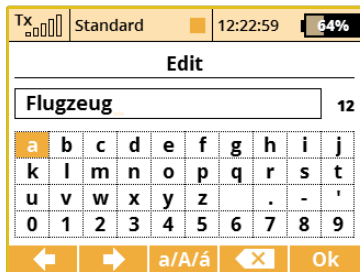 Tx Standard 12:22:59 64%
Edit
Flugzeug 12
a b c d e f g h i j
k l m n o p q r s t
u v w x y z . - '
0 1 2 3 4 5 6 7 8 9
a/A/á Ok